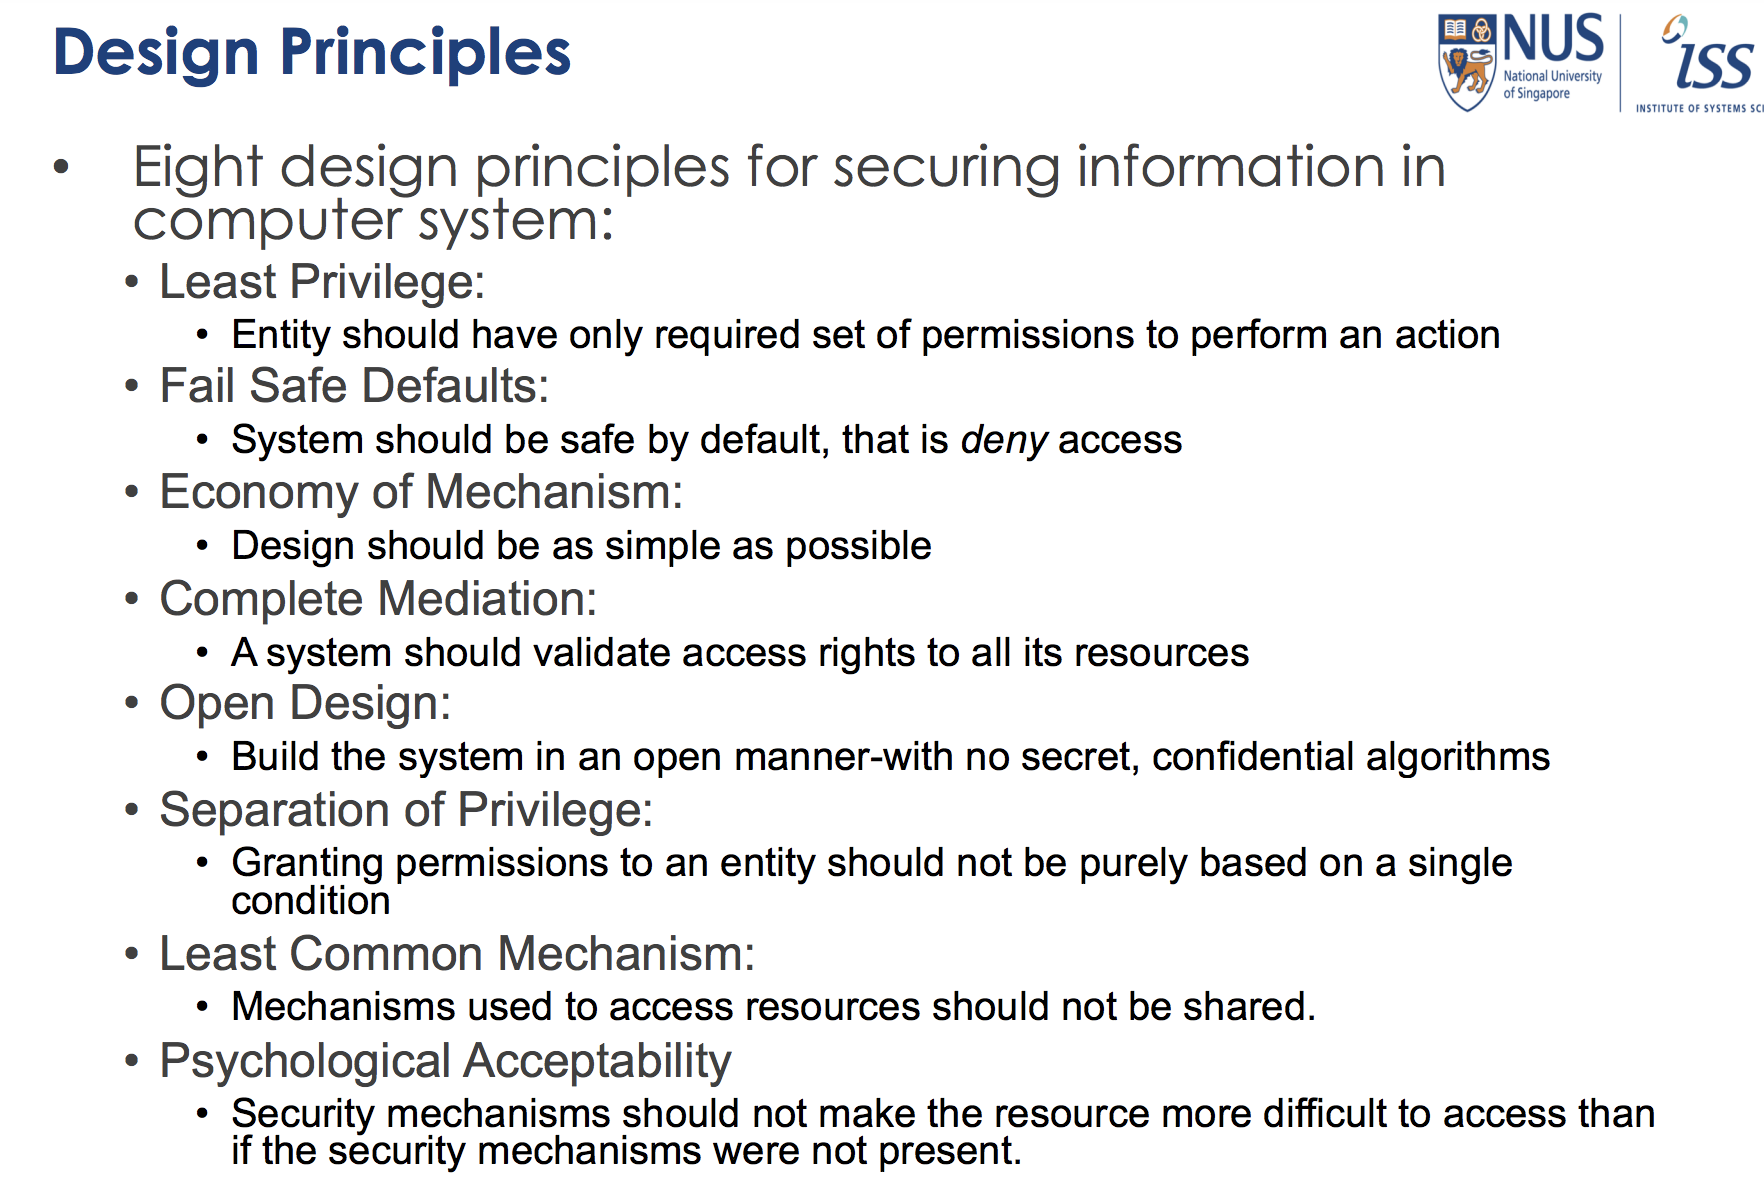 Design Principles
NUS
National University
of Singapore
ISS
INSTITUTE OF SYSTEMS
• Eight design principles for securing information in
computer system:
• Least Privilege:
• Entity should have only required set of permissions to perform an action
• Fail Safe Defaults:
• System should be safe by default, that is deny access
• Economy of Mechanism:
• Design should be as simple as possible
• Complete Mediation:
• A system should validate access rights to all its resources
• Open Design:
• Build the system in an open manner-with no secret, confidential algorithms
• Separation of Privilege:
• Granting permissions to an entity should not be purely based on a single
condition
• Least Common Mechanism:
• Mechanisms used to access resources should not be shared.
• Psychological Acceptability
• Security mechanisms should not make the resource more difficult to access than
if the security mechanisms were not present.